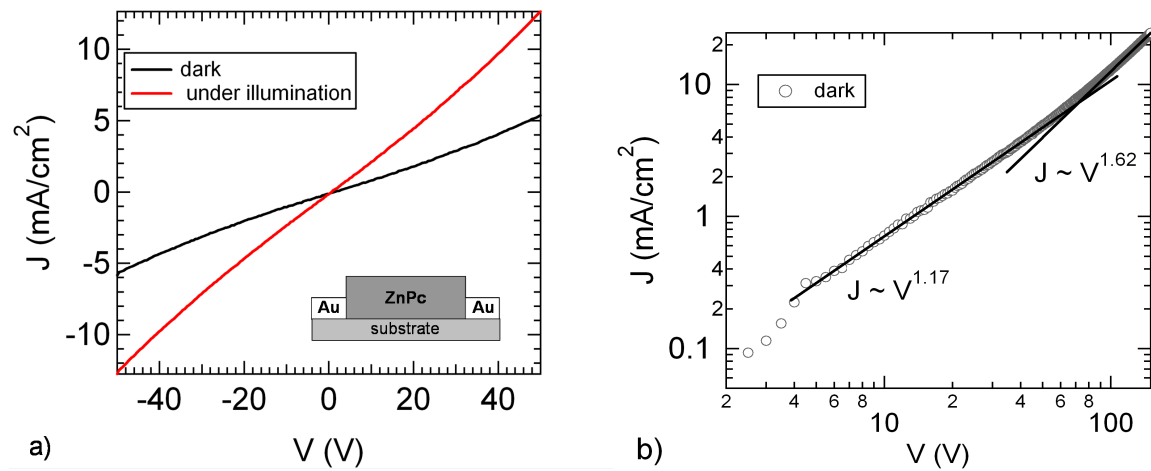 10
5
0
-5
-10
J (mA/cm²)
dark
under illumination
Au
ZnPc
Au
substrate
-40
-20
0
20
40
V (V)
a)
2
10
4
2
1
4
2
0.1
J (mA/cm²)
dark
J ~ V^1.62
J ~ V^1.17
2
4
6
8
10
2
4
6
8
100
V (V)
b)